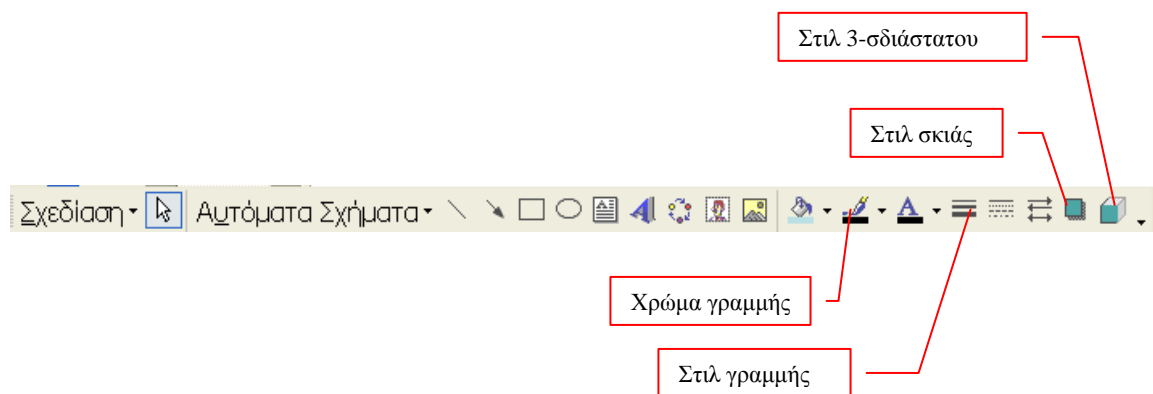 Στιλ 3-σδιάστατου
Στιλ σκιάς
Σχεδίαση Αυτόματα Σχήματα A
Χρώμα γραμμής
Στιλ γραμμής